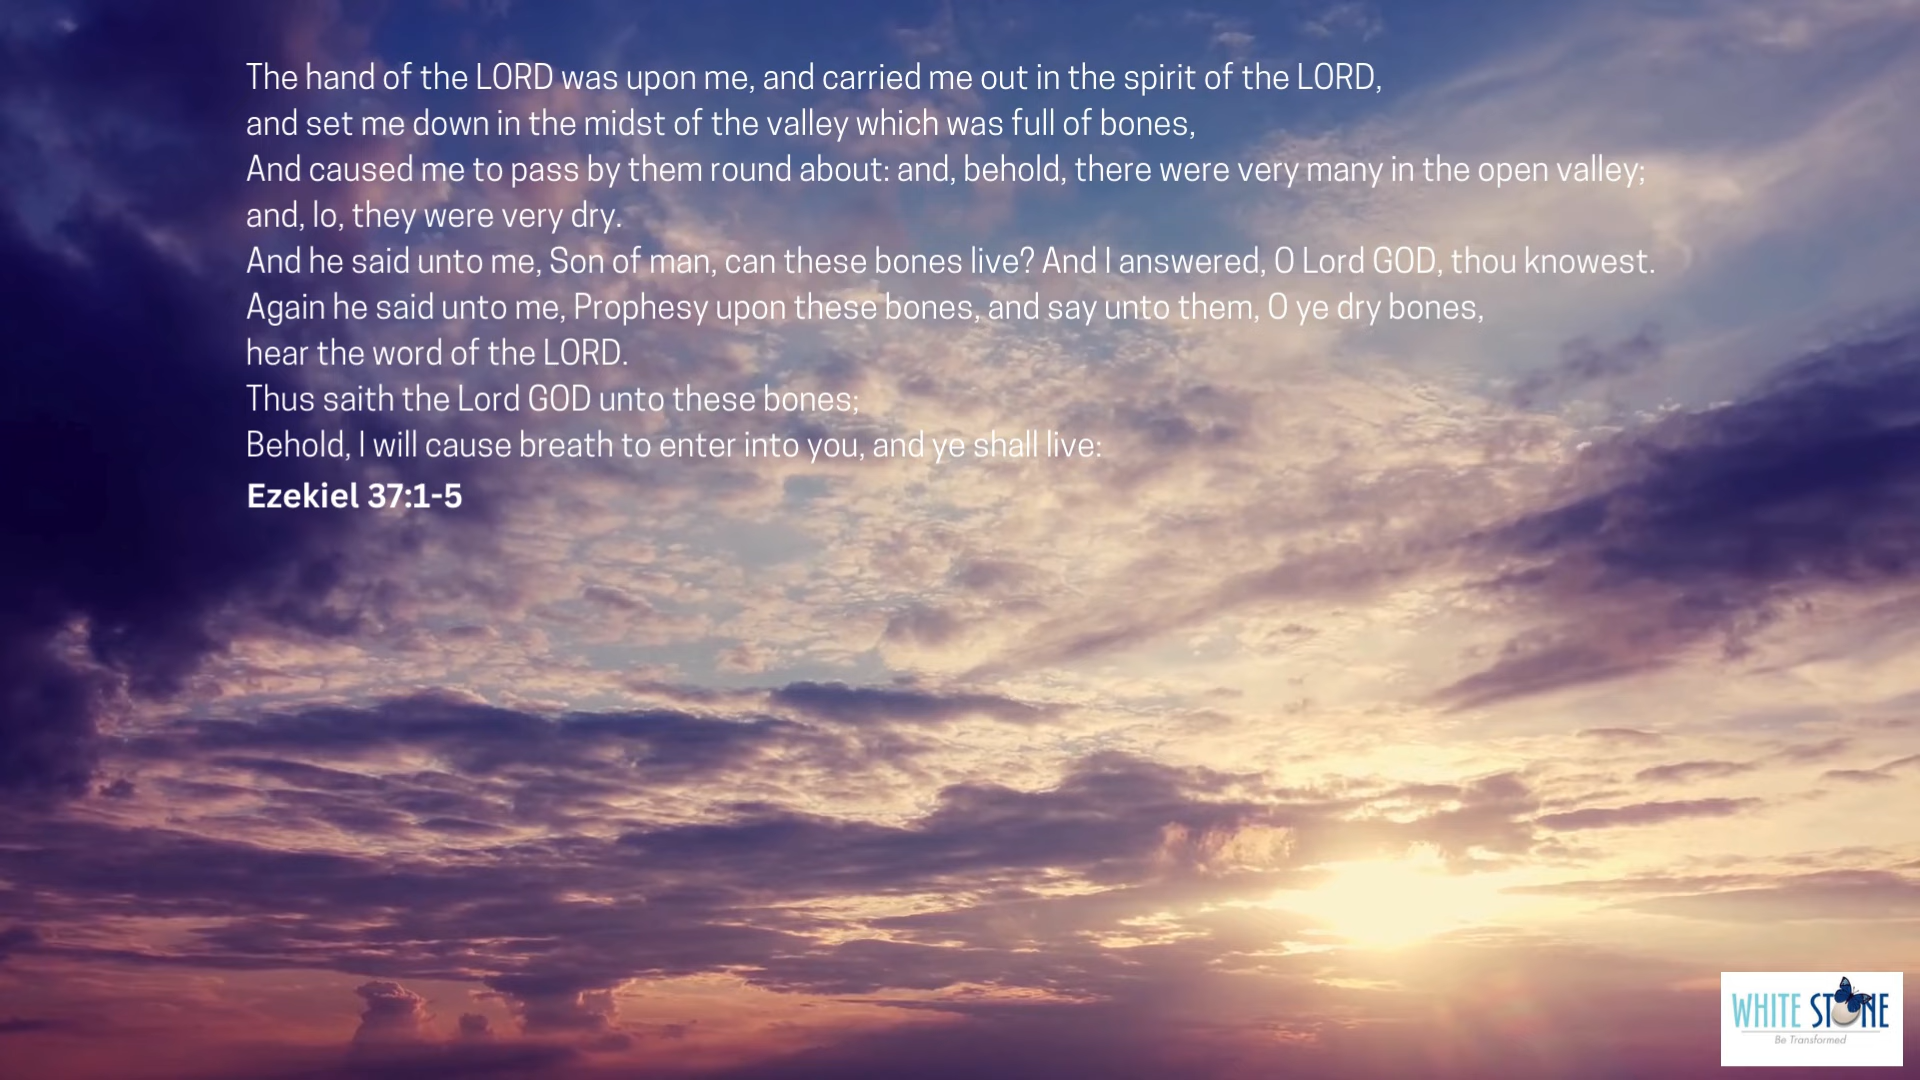 The hand of the LORD was upon me, and carried me out in the spirit of the LORD,
and set me down in the midst of the valley which was full of bones,
And caused me to pass by them round about: and, behold, there were very many in the open valley;
and, lo, they were very dry.
And he said unto me, Son of man, can these bones live? And I answered, O Lord GOD, thou knowest.
Again he said unto me, Prophesy upon these bones, and say unto them, O ye dry bones,
hear the word of the LORD.
Thus saith the Lord GOD unto these bones;
Behold, I will cause breath to enter into you, and ye shall live:
Ezekiel 37:1-5
WHITE STONE
Be Transformed